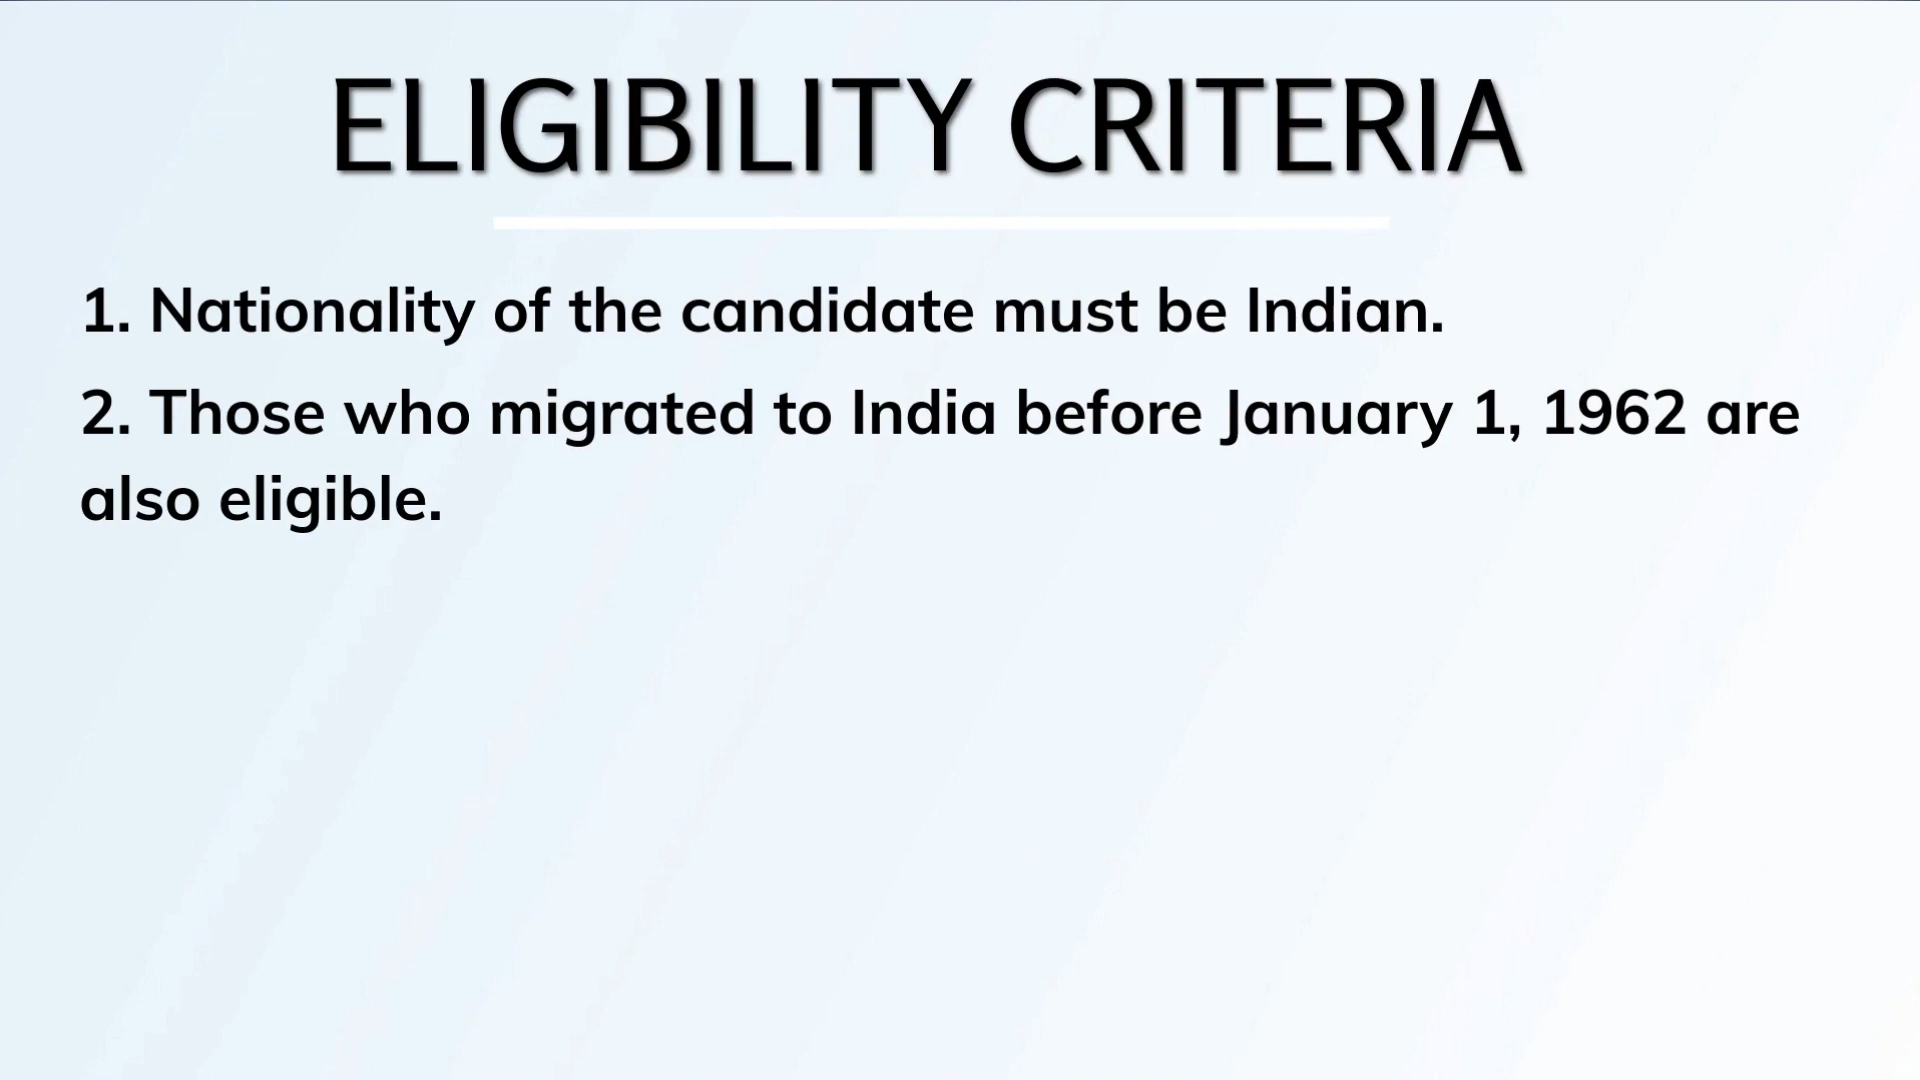 ELIGIBILITY CRITERIA
1. Nationality of the candidate must be Indian.
2. Those who migrated to India before January 1, 1962 are
also eligible.